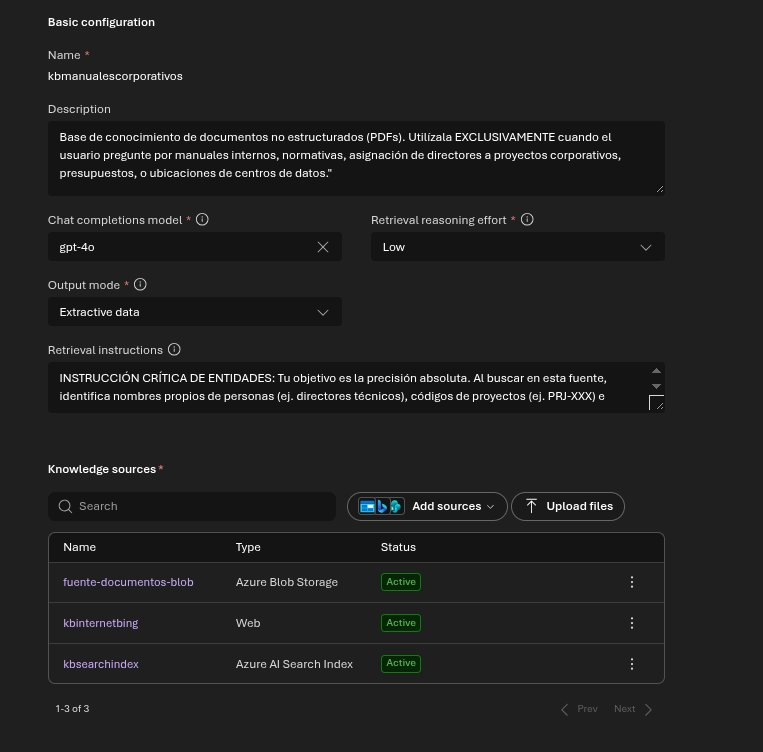 Basic configuration
Name *
kbmanualescorporativos
Description
Base de conocimiento de documentos no estructurados (PDFs). Utilízala EXCLUSIVAMENTE cuando el
usuario pregunte por manuales internos, normativas, asignación de directores a proyectos corporativos,
presupuestos, o ubicaciones de centros de datos."
Chat completions model * Retrieval reasoning effort *
gpt-4o Low
Output mode *
Extractive data
Retrieval instructions
INSTRUCCIÓN CRÍTICA DE ENTIDADES: Tu objetivo es la precisión absoluta. Al buscar en esta fuente,
identifica nombres propios de personas (ej. directores técnicos), códigos de proyectos (ej. PRJ-XXX) e
Knowledge sources*
Search Add sources Upload files
Name Type Status
fuente-documentos-blob Azure Blob Storage Active
kbinternetbing Web Active
kbsearchindex Azure AI Search Index Active
1-3 of 3 Prev Next